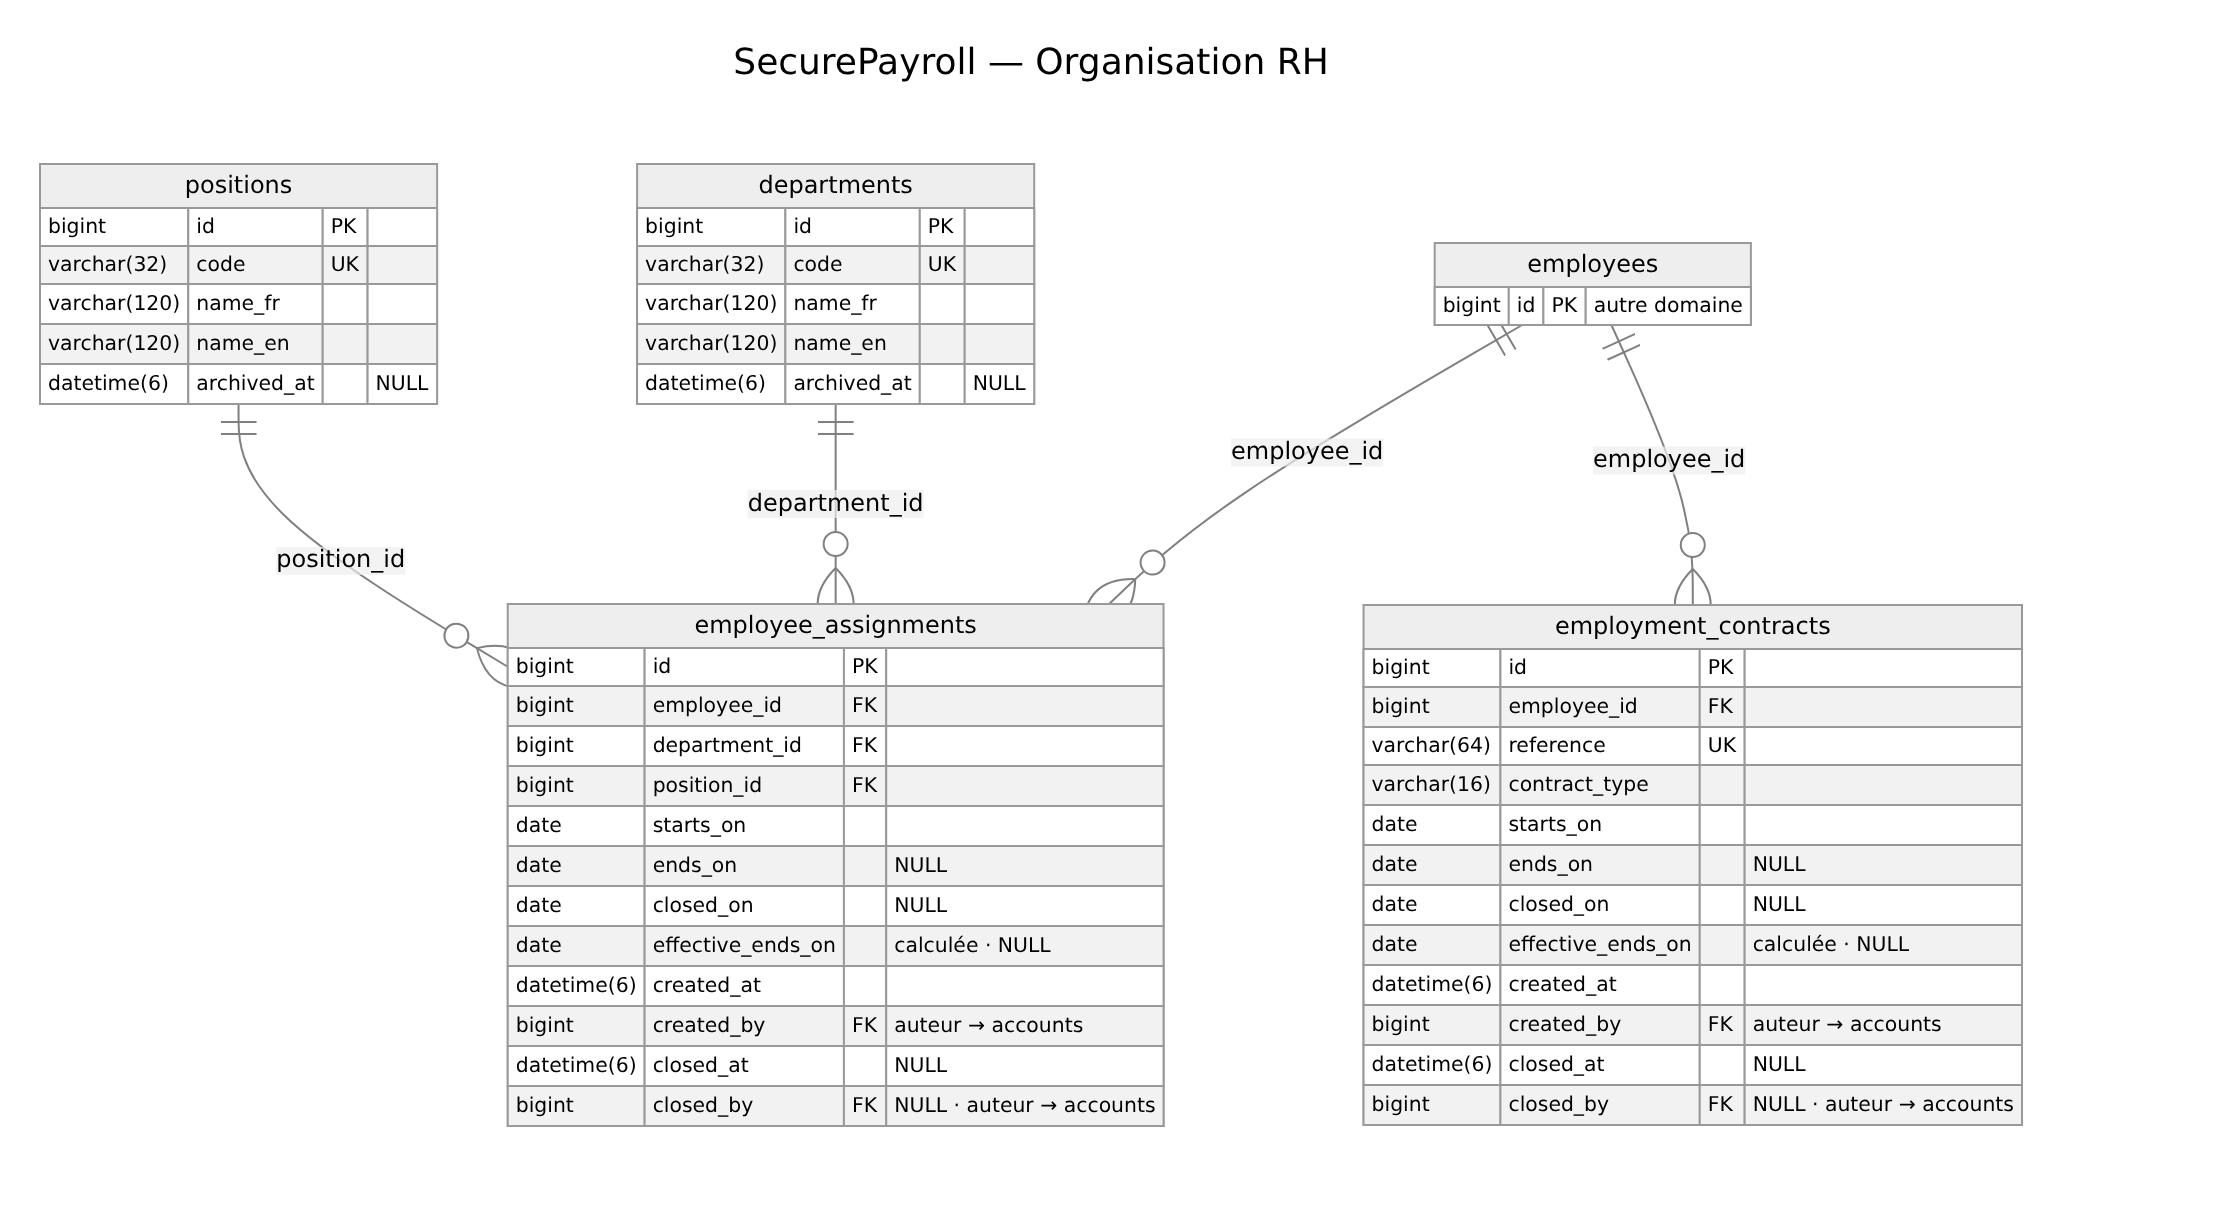 SecurePayroll — Organisation RH
positions
bigint id PK
varchar(32) code UK
varchar(120) name_fr
varchar(120) name_en
datetime(6) archived_at NULL
departments
bigint id PK
varchar(32) code UK
varchar(120) name_fr
varchar(120) name_en
datetime(6) archived_at NULL
employees
bigint id PK autre domaine
position_id
department_id
employee_id
employee_id
employee_assignments
bigint id PK
bigint employee_id FK
bigint department_id FK
bigint position_id FK
date starts_on
date ends_on NULL
date closed_on NULL
date effective_ends_on calculée · NULL
datetime(6) created_at
bigint created_by FK auteur → accounts
datetime(6) closed_at NULL
bigint closed_by FK NULL · auteur → accounts
employment_contracts
bigint id PK
bigint employee_id FK
varchar(64) reference UK
varchar(16) contract_type
date starts_on
date ends_on NULL
date closed_on NULL
date effective_ends_on calculée · NULL
datetime(6) created_at
bigint created_by FK auteur → accounts
datetime(6) closed_at NULL
bigint closed_by FK NULL · auteur → accounts